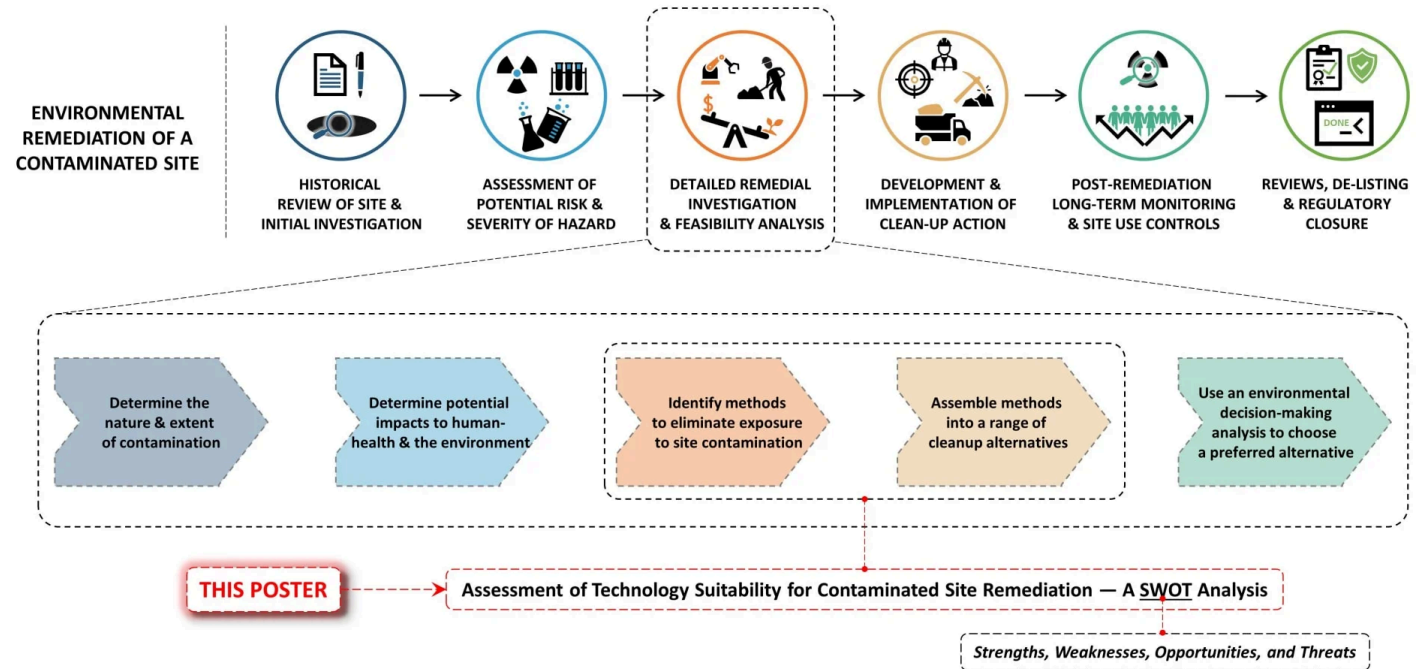 ENVIRONMENTAL
REMEDIATION OF A
CONTAMINATED SITE
HISTORICAL
REVIEW OF SITE &
INITIAL INVESTIGATION
ASSESSMENT OF
POTENTIAL RISK &
SEVERITY OF HAZARD
$
DETAILED REMEDIAL
INVESTIGATION
& FEASIBILITY ANALYSIS
DEVELOPMENT &
IMPLEMENTATION OF
CLEAN-UP ACTION
POST-REMEDIATION
LONG-TERM MONITORING
& SITE USE CONTROLS
DONE
REVIEWS, DE-LISTING
& REGULATORY
CLOSURE
Determine the
nature & extent
of contamination
Determine potential
impacts to human-
health & the environment
Identify methods
to eliminate exposure
to site contamination
Assemble methods
into a range of
cleanup alternatives
Use an environmental
decision-making
analysis to choose
a preferred alternative
THIS POSTER
Assessment of Technology Suitability for Contaminated Site Remediation — A SWOT Analysis
Strengths, Weaknesses, Opportunities, and Threats